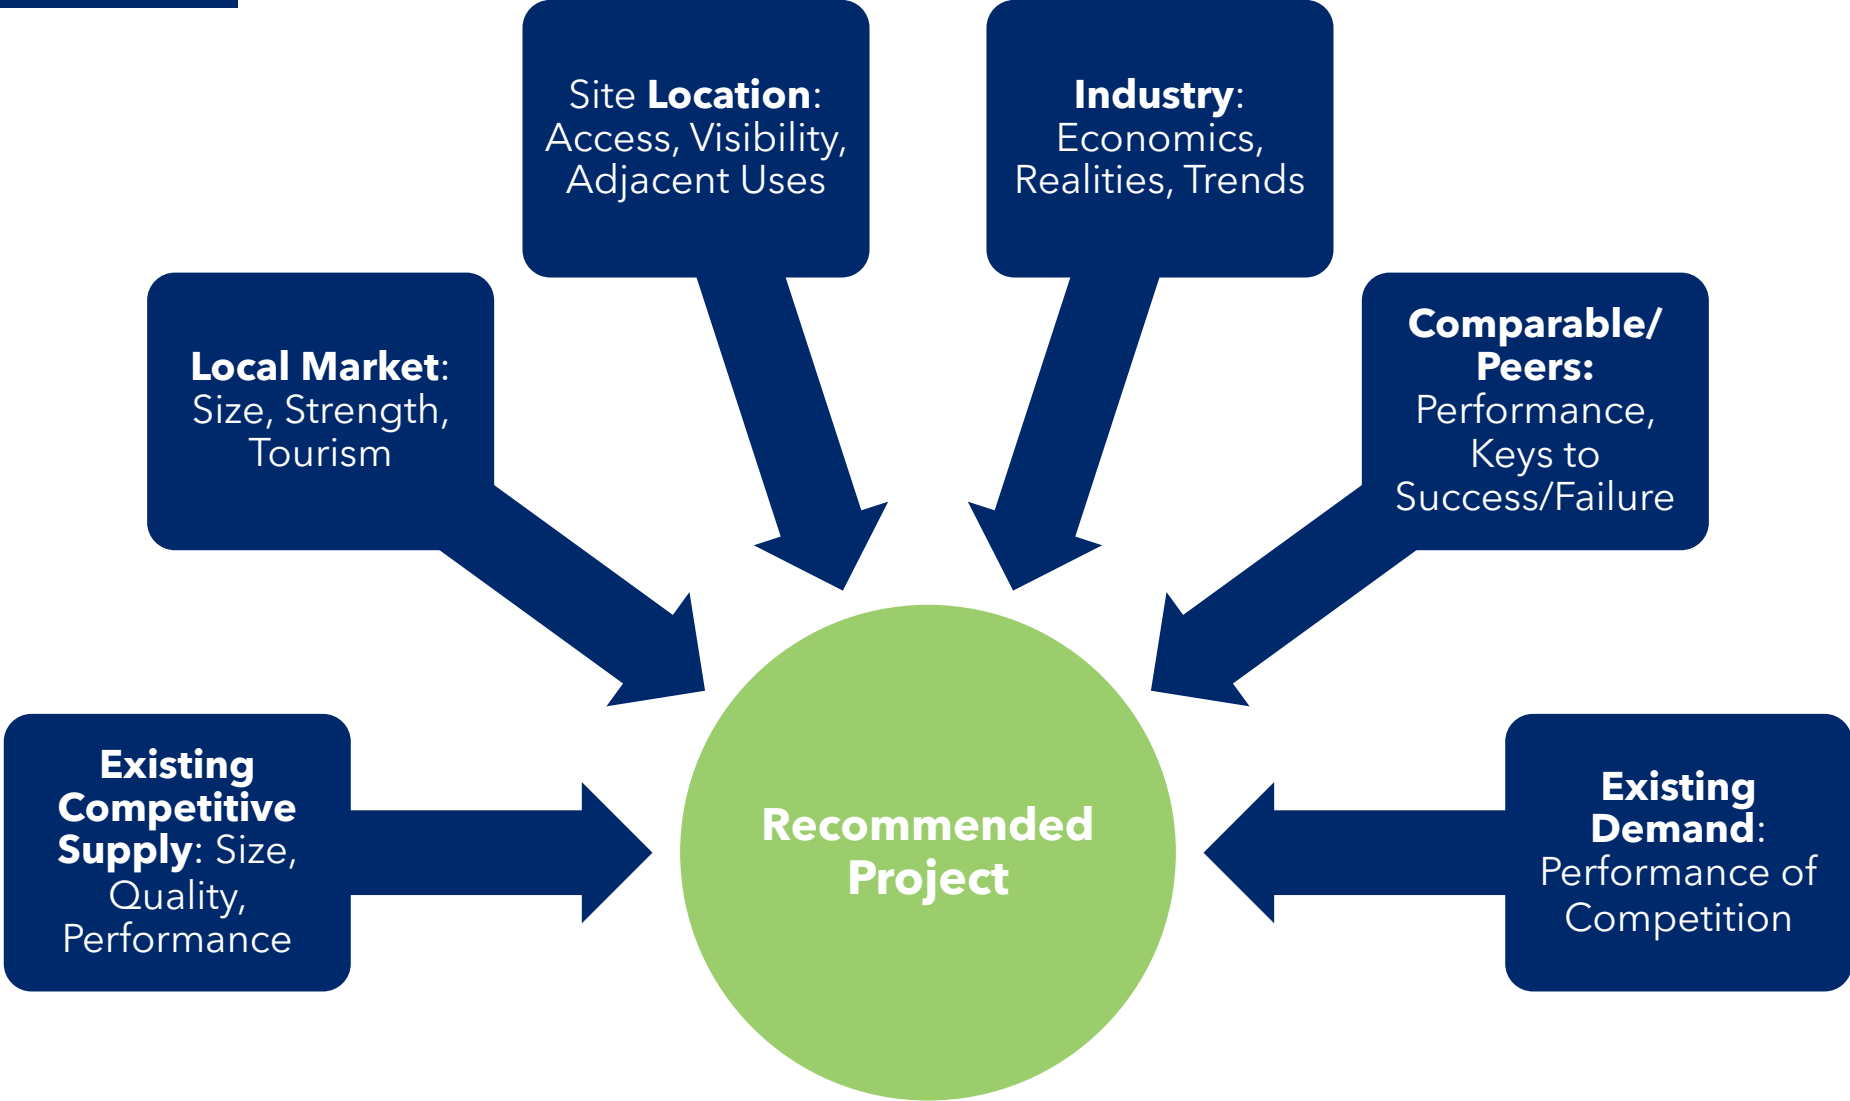 Site Location:
Access, Visibility,
Adjacent Uses
Industry:
Economics,
Realities, Trends
Local Market:
Size, Strength,
Tourism
Comparable/
Peers:
Performance,
Keys to
Success/Failure
Existing
Competitive
Supply: Size,
Quality,
Performance
Recommended
Project
Existing
Demand:
Performance of
Competition